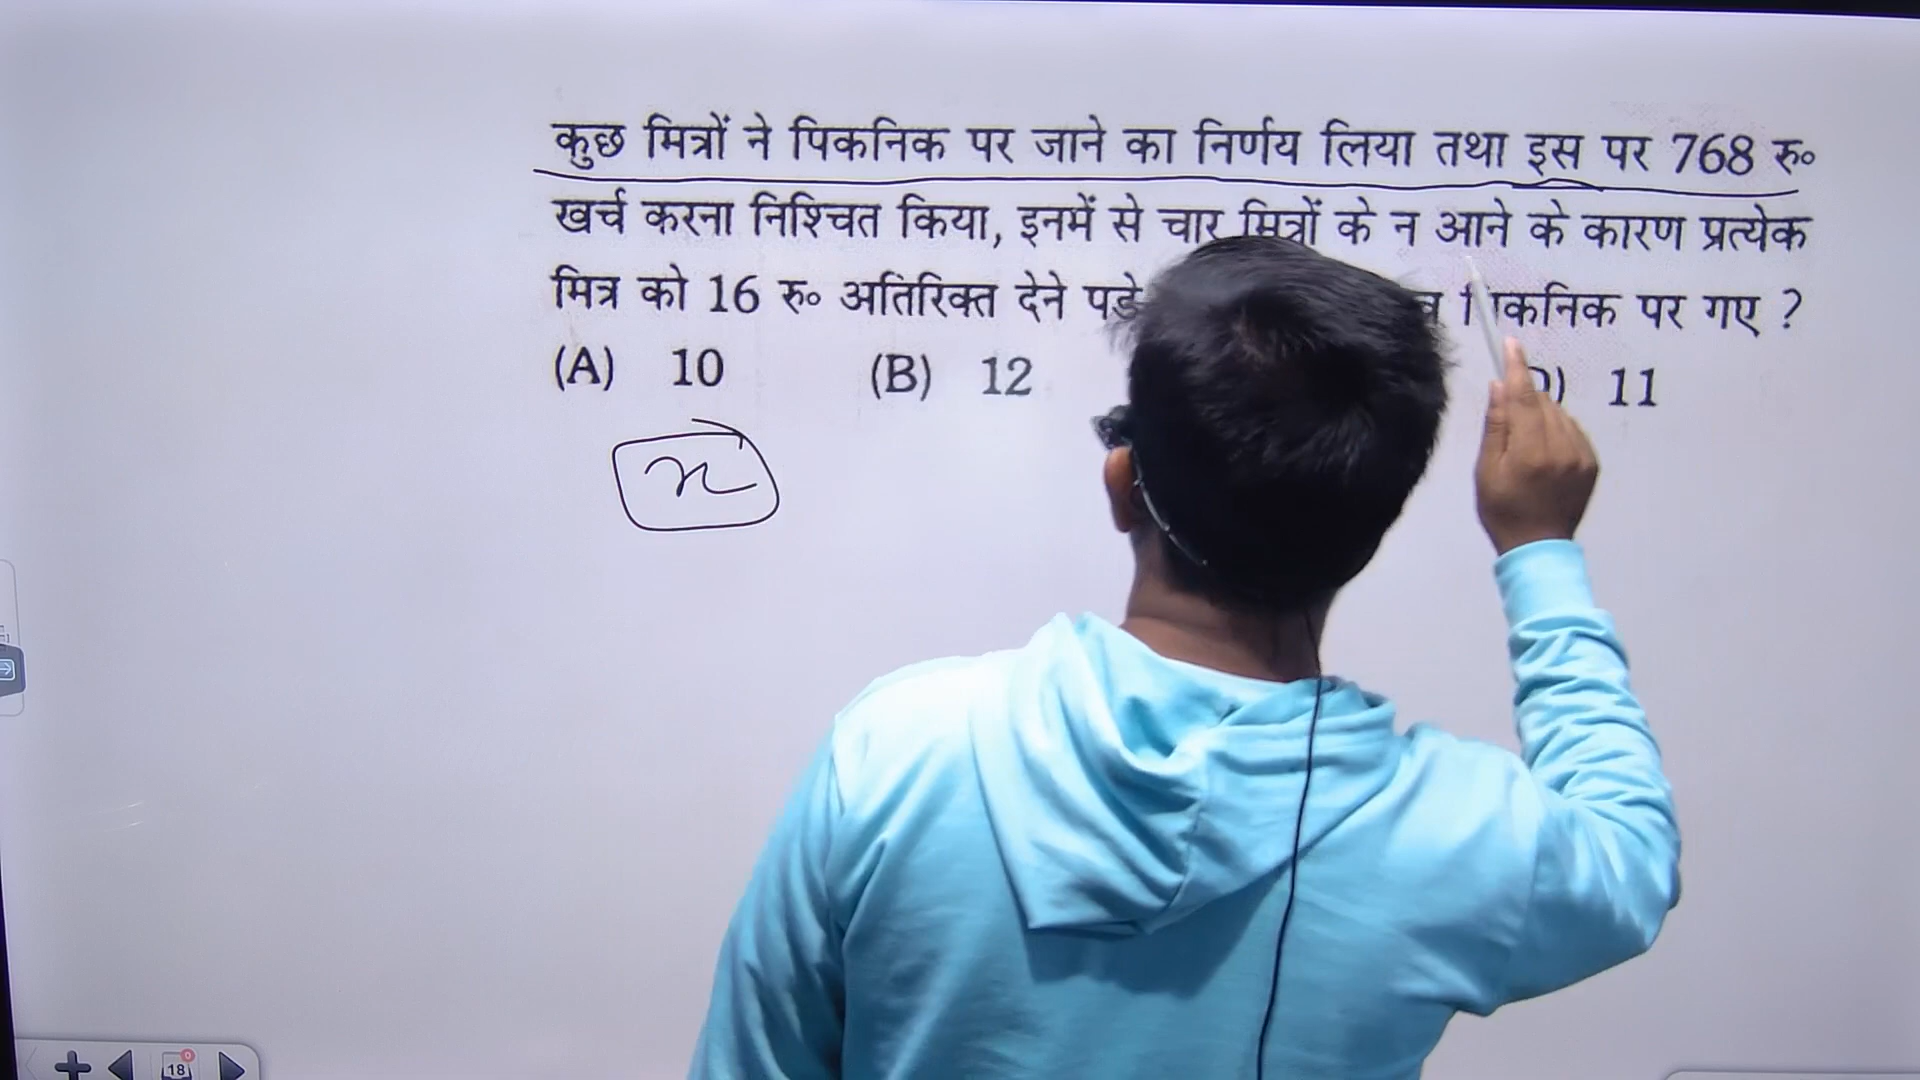 कुछ मित्रों ने पिकनिक पर जाने का निर्णय लिया तथा इस पर 768 रु०
खर्च करना निश्चित किया, इनमें से चार मित्रों के न आने के कारण प्रत्येक
मित्र को 16 रु० अतिरिक्त देने पड़े पिकनिक पर गए ?
(A) 10 (B) 12 11
x
18